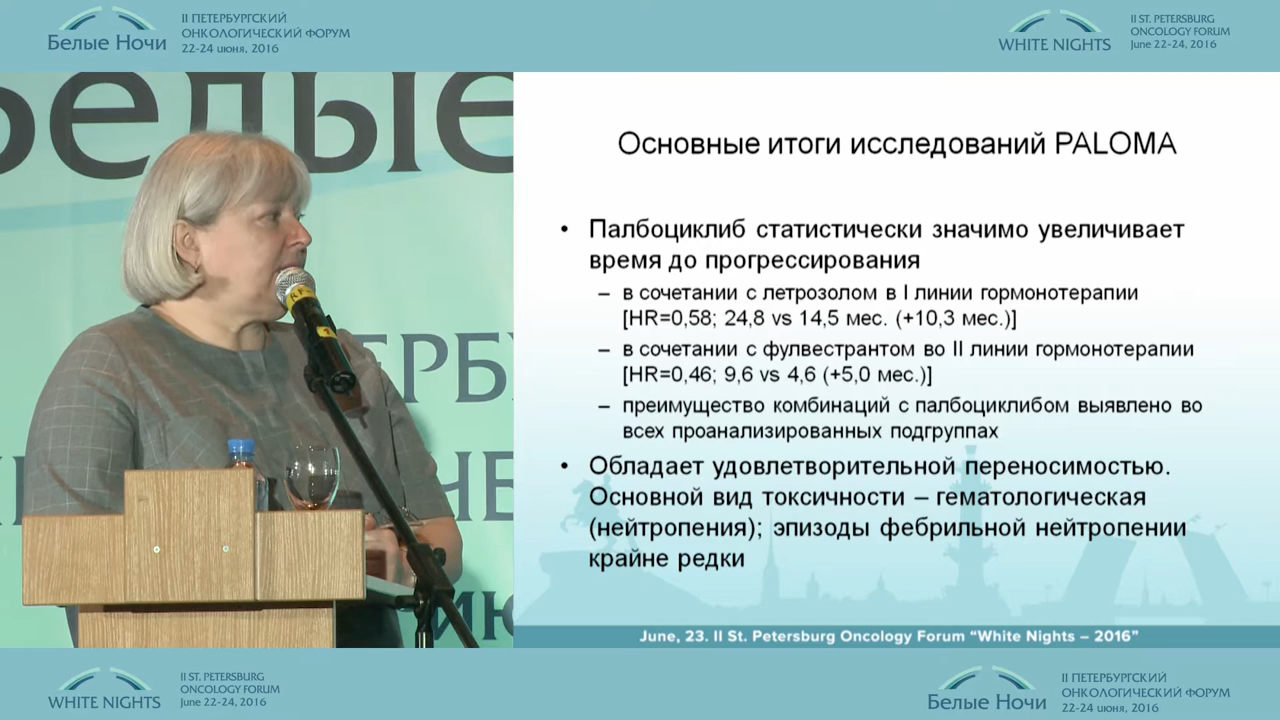 II ПЕТЕРБУРГСКИЙ
ОНКОЛОГИЧЕСКИЙ ФОРУМ
Белые Ночи
22-24 июня, 2016
II ST. PETERSBURG
ONCOLOGY FORUM
WHITE NIGHTS
June 22-24, 2016
Белые
Основные итоги исследований PALOMA
• Палбоциклиб статистически значимо увеличивает
время до прогрессирования
– в сочетании с летрозолом в I линии гормонотерапии
[HR=0,58; 24,8 vs 14,5 мес. (+10,3 мес.)]
– в сочетании с фулвестрантом во II линии гормонотерапии
[HR=0,46; 9,6 vs 4,6 (+5,0 мес.)]
– преимущество комбинаций с палбоциклибом выявлено во
всех проанализированных подгруппах
• Обладает удовлетворительной переносимостью.
Основной вид токсичности – гематологическая
(нейтропения); эпизоды фебрильной нейтропении
крайне редки
June, 23. II St. Petersburg Oncology Forum “White Nights – 2016”
II ST. PETERSBURG
ONCOLOGY FORUM
WHITE NIGHTS
June 22-24, 2016
II ПЕТЕРБУРГСКИЙ
ОНКОЛОГИЧЕСКИЙ ФОРУМ
Белые Ночи
22-24 июня, 2016